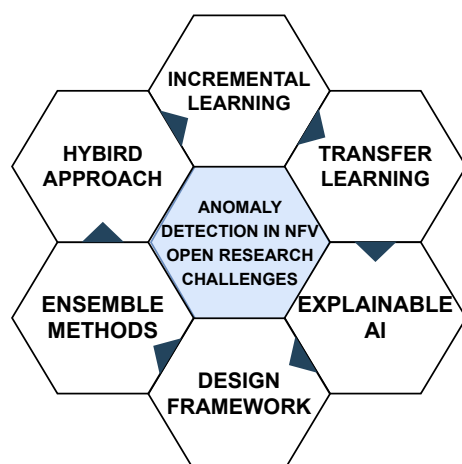 INCREMENTAL
LEARNING
HYBIRD
APPROACH
TRANSFER
LEARNING
ANOMALY
DETECTION IN NFV
OPEN RESEARCH
CHALLENGES
ENSEMBLE
METHODS
EXPLAINABLE
AI
DESIGN
FRAMEWORK